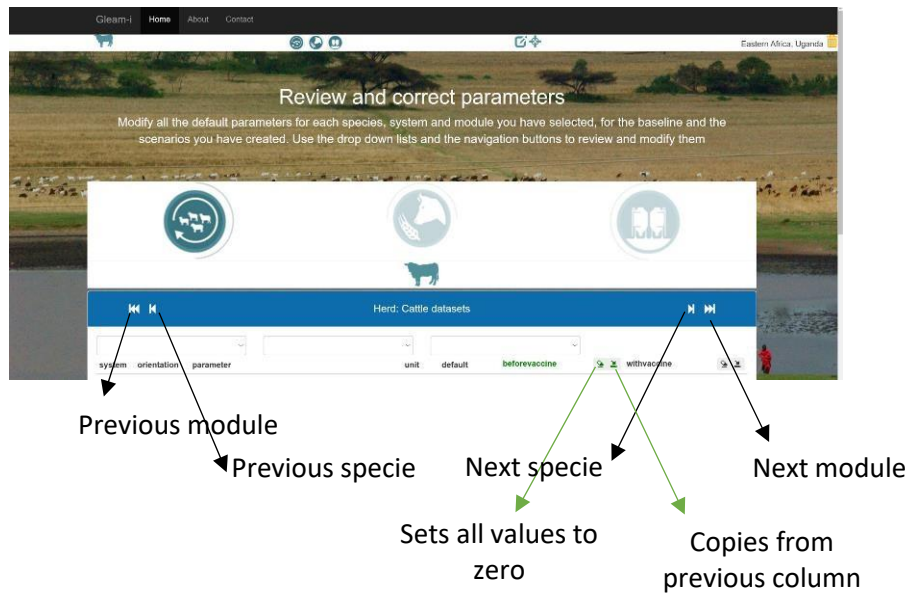 Gleam-i Home About Contact
Eastern Africa, Uganda
Review and correct parameters
Modify all the default parameters for each species, system and module you have selected, for the baseline and the
scenarios you have created. Use the drop down lists and the navigation buttons to review and modify them
Herd: Cattle datasets
system orientation parameter unit default beforevaccine withvaccine
Previous module
Previous specie
Next specie
Next module
Sets all values to
zero
Copies from
previous column